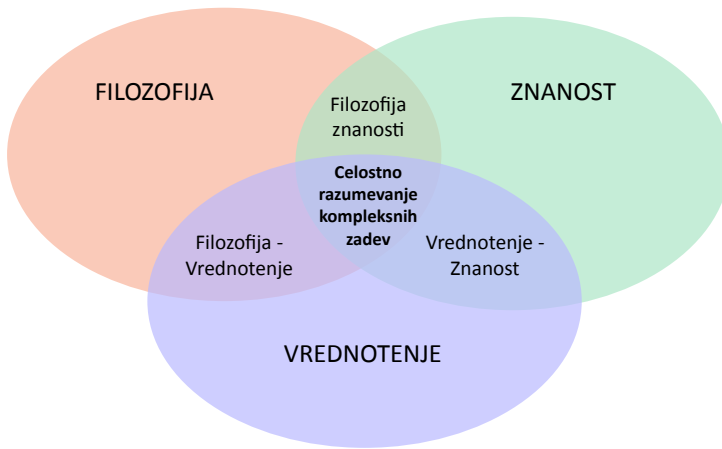 FILOZOFIJA
ZNANOST
Filozofija
znanosti
Celostno
razumevanje
kompleksnih
zadev
Filozofija -
Vrednotenje
Vrednotenje -
Znanost
VREDNOTENJE